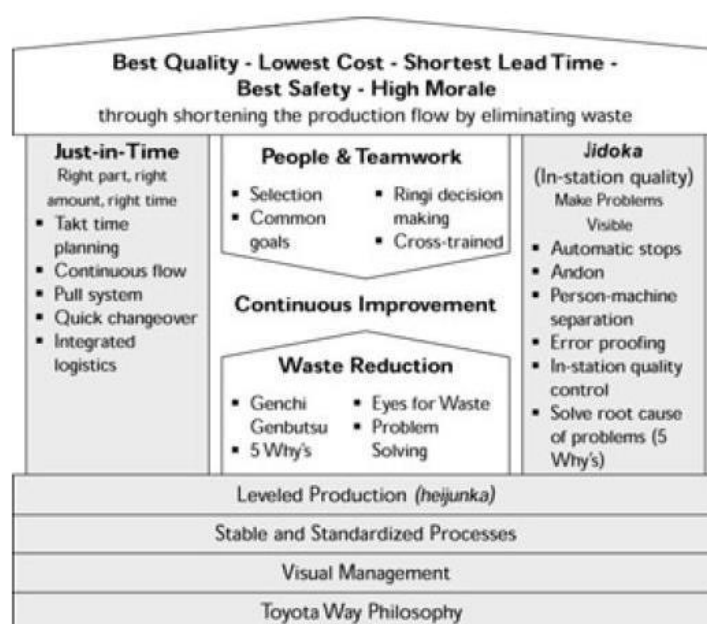 Best Quality - Lowest Cost - Shortest Lead Time -
Best Safety - High Morale
through shortening the production flow by eliminating waste
Just-in-Time
Right part, right
amount, right time
▪ Takt time
planning
▪ Continuous flow
▪ Pull system
▪ Quick changeover
▪ Integrated
logistics
People & Teamwork
▪ Selection
▪ Common
goals
▪ Ringi decision
making
▪ Cross-trained
Continuous Improvement
Waste Reduction
▪ Genchi
Genbutsu
▪ 5 Why's
▪ Eyes for Waste
▪ Problem
Solving
Jidoka
(In-station quality)
Make Problems
Visible
▪ Automatic stops
▪ Andon
▪ Person-machine
separation
▪ Error proofing
▪ In-station quality
control
▪ Solve root cause
of problems (5
Why's)
Leveled Production (heijunka)
Stable and Standardized Processes
Visual Management
Toyota Way Philosophy